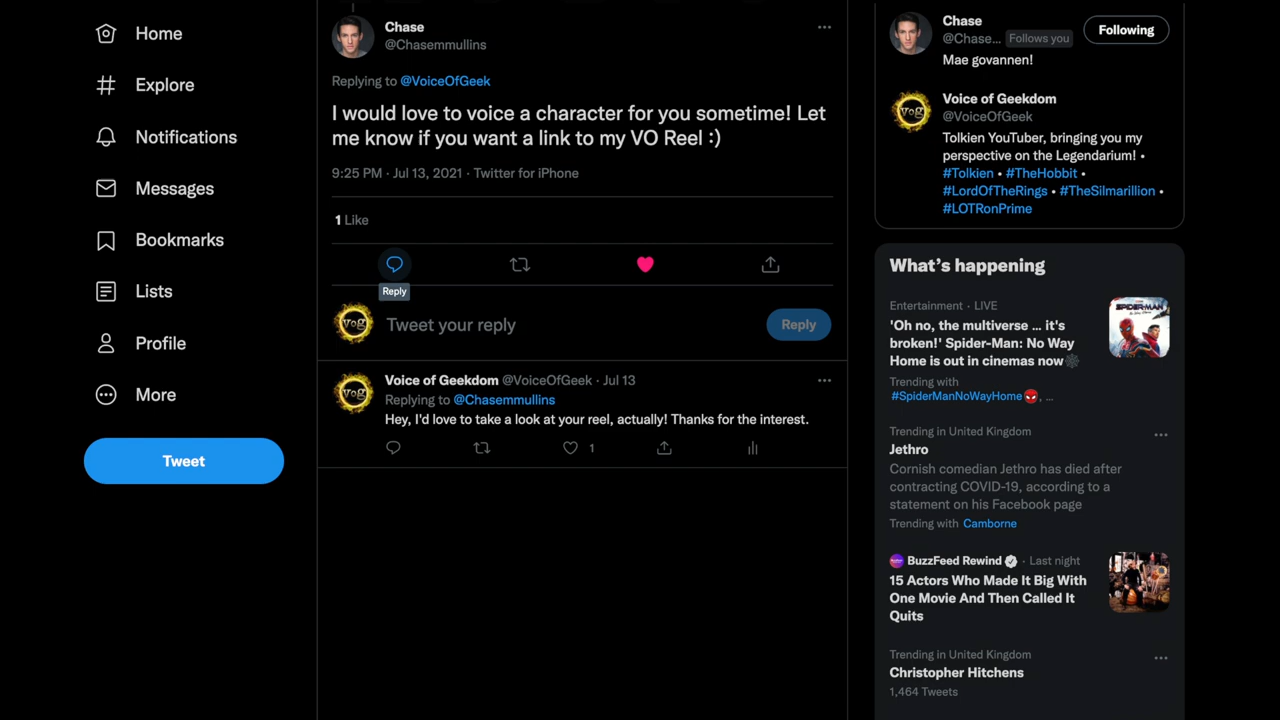 Home
Explore
Notifications
Messages
Bookmarks
Lists
Profile
More
Tweet
Chase
@Chasemmullins
Replying to @VoiceOfGeek
I would love to voice a character for you sometime! Let
me know if you want a link to my VO Reel :)
9:25 PM · Jul 13, 2021 · Twitter for iPhone
1 Like
Reply
VOG
Tweet your reply
Reply
VOG
Voice of Geekdom @VoiceOfGeek · Jul 13
Replying to @Chasemmullins
Hey, I'd love to take a look at your reel, actually! Thanks for the interest.
1
Chase
@Chase... Follows you
Following
Mae govannen!
VOG
Voice of Geekdom
@VoiceOfGeek
Tolkien YouTuber, bringing you my
perspective on the Legendarium! •
#Tolkien • #TheHobbit •
#LordOfTheRings • #TheSilmarillion •
#LOTRonPrime
What's happening
Entertainment · LIVE
'Oh no, the multiverse ... it's
broken!' Spider-Man: No Way
Home is out in cinemas now
Trending with
#SpiderManNoWayHome, ...
SPIDER-MAN
Trending in United Kingdom
Jethro
Cornish comedian Jethro has died after
contracting COVID-19, according to a
statement on his Facebook page
Trending with Camborne
BuzzFeed Rewind · Last night
15 Actors Who Made It Big With
One Movie And Then Called It
Quits
Trending in United Kingdom
Christopher Hitchens
1,464 Tweets